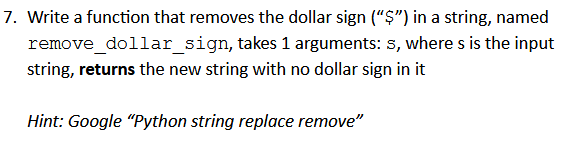 7. Write a function that removes the dollar sign (“$”) in a string, named
remove_dollar_sign, takes 1 arguments: s, where s is the input
string, returns the new string with no dollar sign in it
Hint: Google “Python string replace remove”